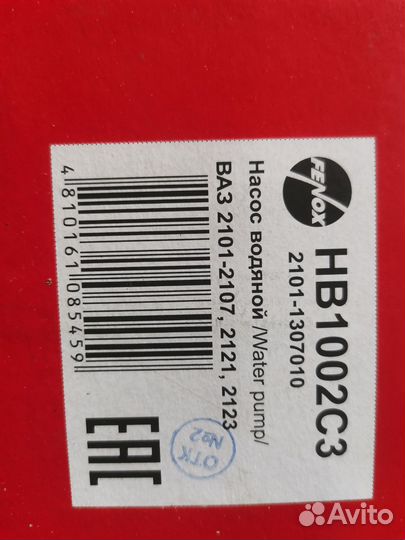 FENOX
HB1002C3
2101-1307010
Насос водяной /Water pump/
ВАЗ 2101-2107, 2121, 2123
4810161085459
ОТК
№2
EAC
Avito